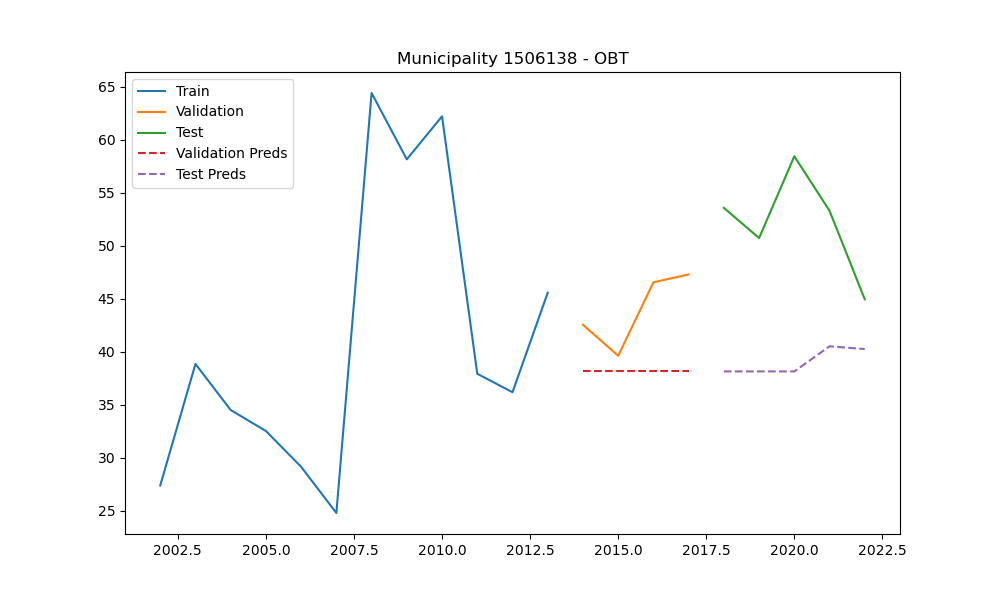 Municipality 1506138 - OBT
Train
Validation
Test
Validation Preds
Test Preds
65
60
55
50
45
40
35
30
25
2002.5 2005.0 2007.5 2010.0 2012.5 2015.0 2017.5 2020.0 2022.5